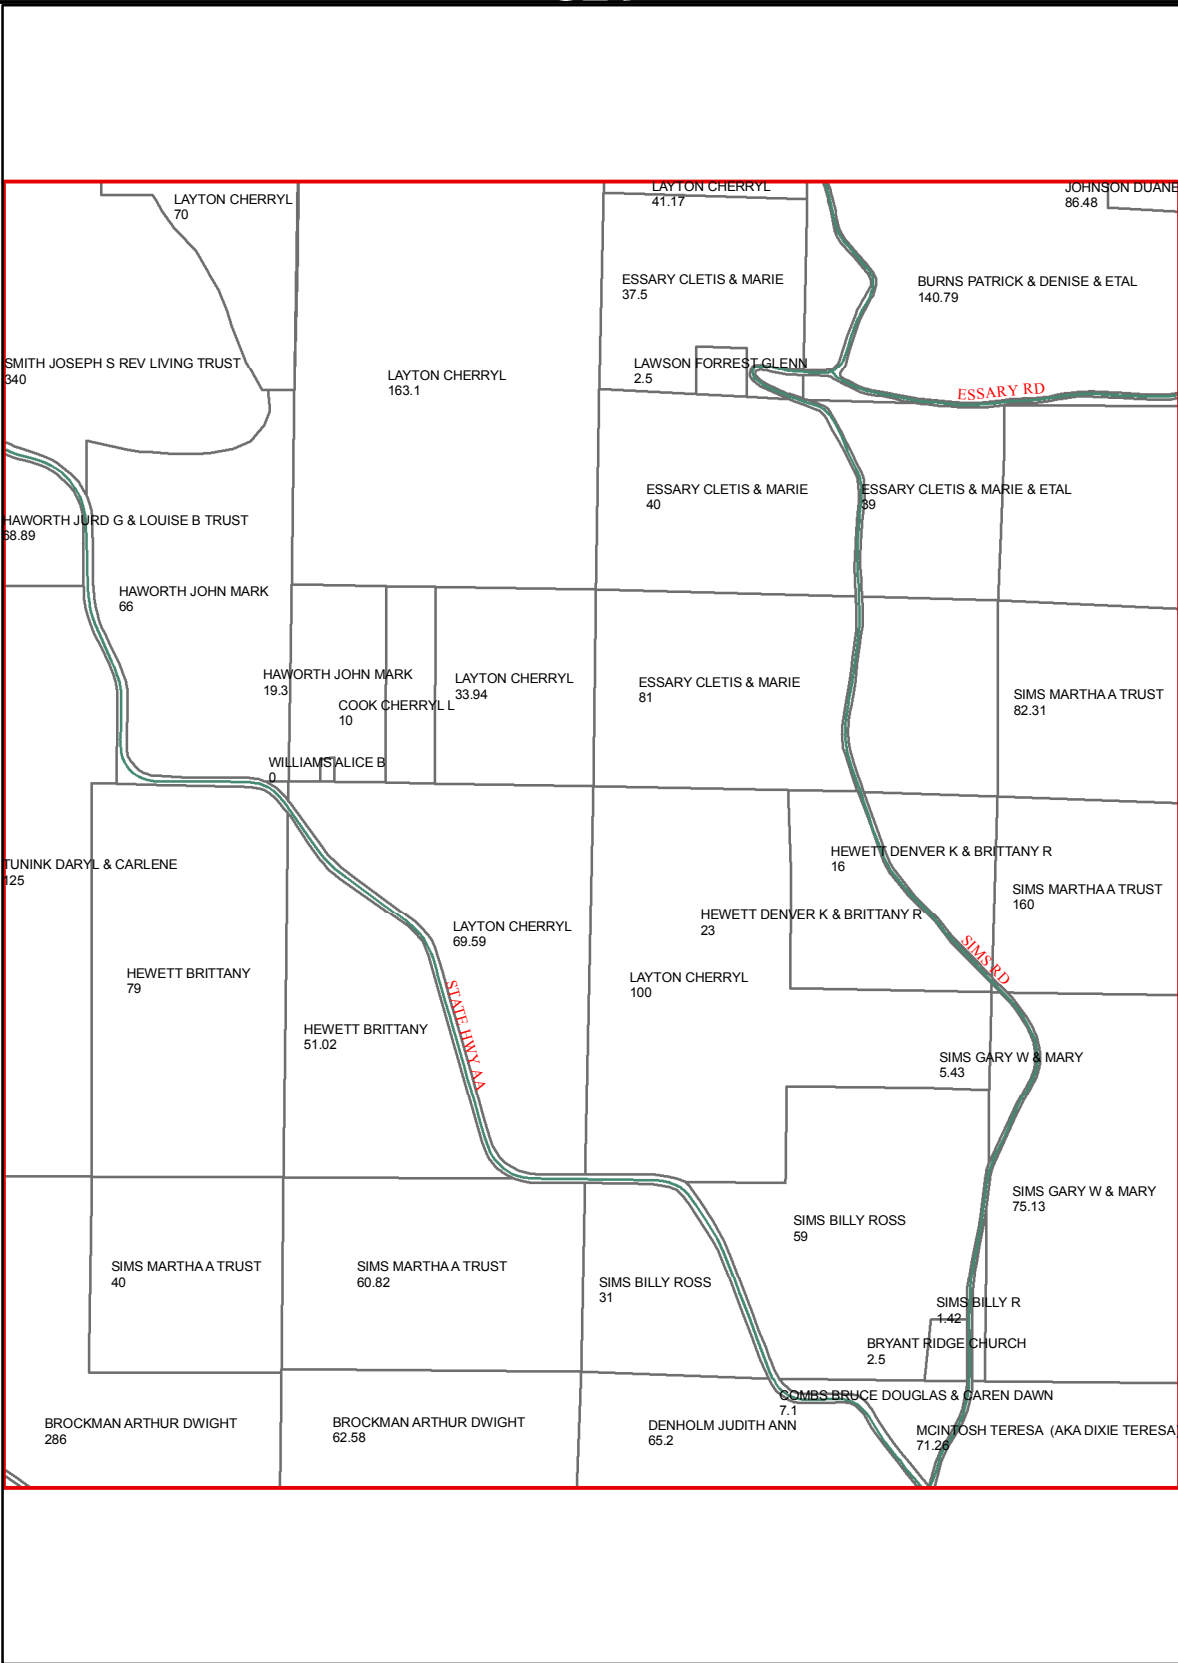 LAYTON CHERRYL
41.17
JOHNSON DUANE
86.48
LAYTON CHERRYL
70
ESSARY CLETIS & MARIE
37.5
BURNS PATRICK & DENISE & ETAL
140.79
SMITH JOSEPH S REV LIVING TRUST
340
LAWSON FORREST GLENN
2.5
LAYTON CHERRYL
163.1
ESSARY RD
ESSARY CLETIS & MARIE
40
ESSARY CLETIS & MARIE & ETAL
39
HAWORTH JURD G & LOUISE B TRUST
68.89
HAWORTH JOHN MARK
66
HAWORTH JOHN MARK
19.3
LAYTON CHERRYL
33.94
ESSARY CLETIS & MARIE
81
SIMS MARTHA A TRUST
82.31
COOK CHERRYL L
10
WILLIAMS ALICE B
0
TUNINK DARYL & CARLENE
125
HEWETT DENVER K & BRITTANY R
16
SIMS MARTHA A TRUST
160
HEWETT DENVER K & BRITTANY R
23
LAYTON CHERRYL
69.59
SIMS RD
HEWETT BRITTANY
79
LAYTON CHERRYL
100
STATE HWY AA
HEWETT BRITTANY
51.02
SIMS GARY W & MARY
5.43
SIMS GARY W & MARY
75.13
SIMS BILLY ROSS
59
SIMS MARTHA A TRUST
40
SIMS MARTHA A TRUST
60.82
SIMS BILLY ROSS
31
SIMS BILLY R
1.42
BRYANT RIDGE CHURCH
2.5
COMBS BRUCE DOUGLAS & CAREN DAWN
7.1
BROCKMAN ARTHUR DWIGHT
286
BROCKMAN ARTHUR DWIGHT
62.58
DENHOLM JUDITH ANN
65.2
MCINTOSH TERESA (AKA DIXIE TERESA)
71.26